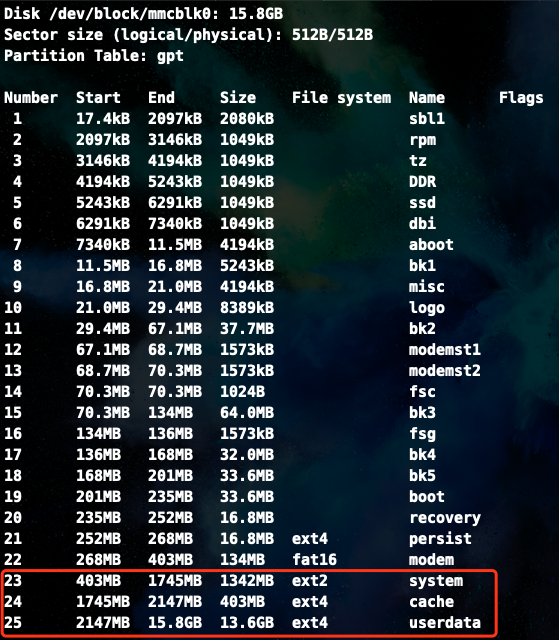 Disk /dev/block/mmcblk0: 15.8GB
Sector size (logical/physical): 512B/512B
Partition Table: gpt
Number  Start   End     Size    File system  Name      Flags
 1      17.4kB  2097kB  2080kB               sbl1
 2      2097kB  3146kB  1049kB               rpm
 3      3146kB  4194kB  1049kB               tz
 4      4194kB  5243kB  1049kB               DDR
 5      5243kB  6291kB  1049kB               ssd
 6      6291kB  7340kB  1049kB               dbi
 7      7340kB  11.5MB  4194kB               aboot
 8      11.5MB  16.8MB  5243kB               bk1
 9      16.8MB  21.0MB  4194kB               misc
10      21.0MB  29.4MB  8389kB               logo
11      29.4MB  67.1MB  37.7MB               bk2
12      67.1MB  68.7MB  1573kB               modemst1
13      68.7MB  70.3MB  1573kB               modemst2
14      70.3MB  70.3MB  1024B                fsc
15      70.3MB  134MB   64.0MB               bk3
16      134MB   136MB   1573kB               fsg
17      136MB   168MB   32.0MB               bk4
18      168MB   201MB   33.6MB               bk5
19      201MB   235MB   33.6MB               boot
20      235MB   252MB   16.8MB               recovery
21      252MB   268MB   16.8MB  ext4         persist
22      268MB   403MB   134MB   fat16        modem
23      403MB   1745MB  1342MB  ext2         system
24      1745MB  2147MB  403MB   ext4         cache
25      2147MB  15.8GB  13.6GB  ext4         userdata